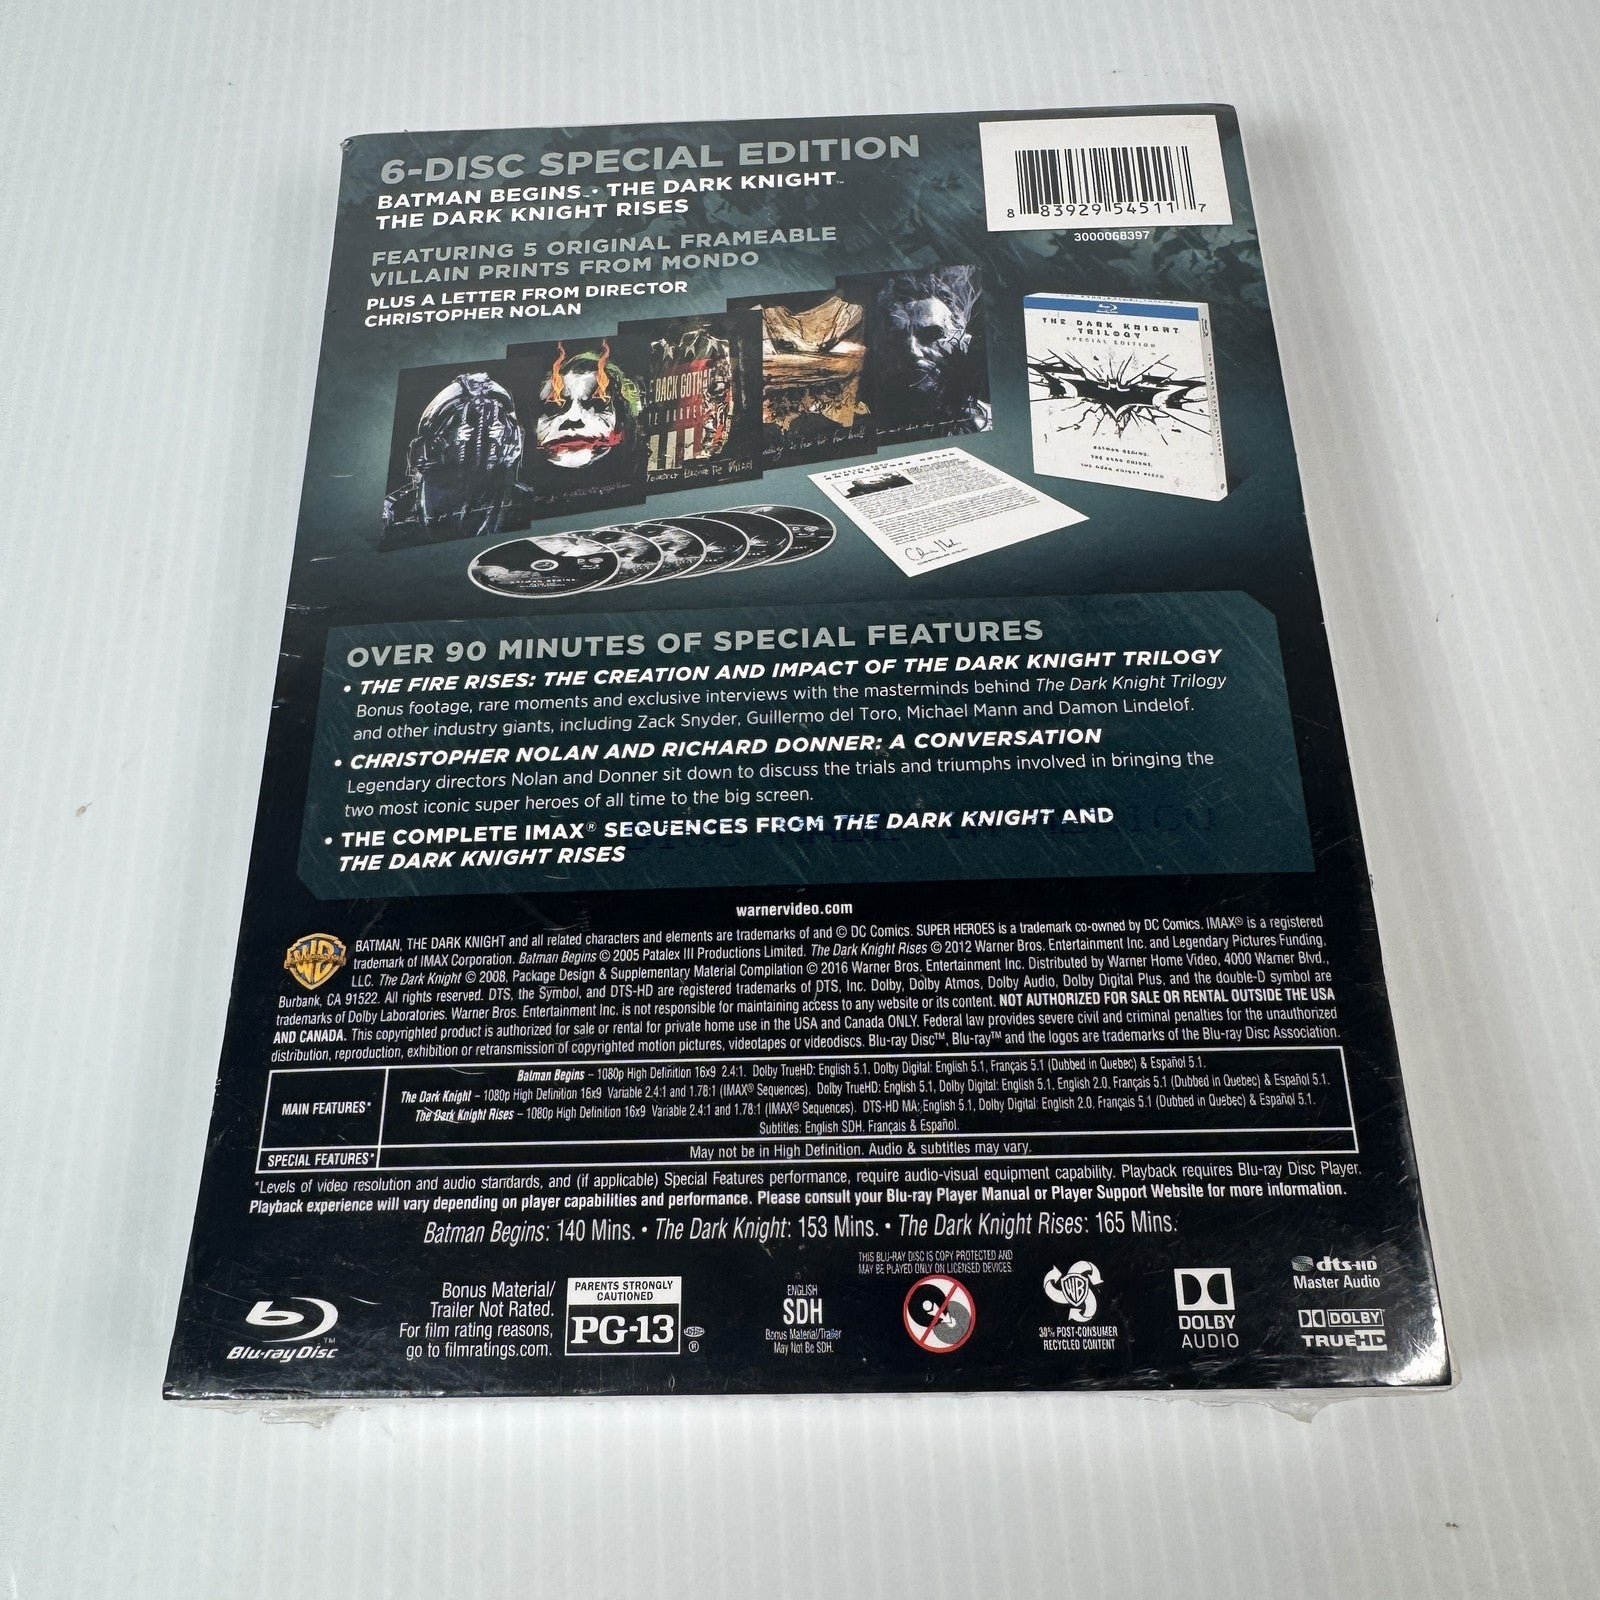 6-DISC SPECIAL EDITION
BATMAN BEGINS™ • THE DARK KNIGHT™
THE DARK KNIGHT RISES
FEATURING 5 ORIGINAL FRAMEABLE
VILLAIN PRINTS FROM MONDO
PLUS A LETTER FROM DIRECTOR
CHRISTOPHER NOLAN
8 83929 54511 7
3000068397
THE DARK KNIGHT
TRILOGY
SPECIAL EDITION
BATMAN BEGINS
THE DARK KNIGHT
THE DARK KNIGHT RISES
BATMAN BEGINS
OVER 90 MINUTES OF SPECIAL FEATURES
• THE FIRE RISES: THE CREATION AND IMPACT OF THE DARK KNIGHT TRILOGY
Bonus footage, rare moments and exclusive interviews with the masterminds behind The Dark Knight Trilogy
and other industry giants, including Zack Snyder, Guillermo del Toro, Michael Mann and Damon Lindelof.
• CHRISTOPHER NOLAN AND RICHARD DONNER: A CONVERSATION
Legendary directors Nolan and Donner sit down to discuss the trials and triumphs involved in bringing the
two most iconic super heroes of all time to the big screen.
• THE COMPLETE IMAX® SEQUENCES FROM THE DARK KNIGHT AND
THE DARK KNIGHT RISES
warnervideo.com
BATMAN, THE DARK KNIGHT and all related characters and elements are trademarks of and © DC Comics. SUPER HEROES is a trademark co-owned by DC Comics. IMAX® is a registered
trademark of IMAX Corporation. Batman Begins © 2005 Patalex III Productions Limited. The Dark Knight Rises © 2012 Warner Bros. Entertainment Inc. and Legendary Pictures Funding,
LLC. The Dark Knight © 2008, Package Design & Supplementary Material Compilation © 2016 Warner Bros. Entertainment Inc. Distributed by Warner Home Video, 4000 Warner Blvd.,
Burbank, CA 91522. All rights reserved. DTS, the Symbol, and DTS-HD are registered trademarks of DTS, Inc. Dolby, Dolby Atmos, Dolby Audio, Dolby Digital Plus, and the double-D symbol are
trademarks of Dolby Laboratories. Warner Bros. Entertainment Inc. is not responsible for maintaining access to any website or its content. NOT AUTHORIZED FOR SALE OR RENTAL OUTSIDE THE USA
AND CANADA. This copyrighted product is authorized for sale or rental for private home use in the USA and Canada ONLY. Federal law provides severe civil and criminal penalties for the unauthorized
distribution, reproduction, exhibition or retransmission of copyrighted motion pictures, videotapes or videodiscs. Blu-ray Disc™, Blu-ray™ and the logos are trademarks of the Blu-ray Disc Association.
MAIN FEATURES*
Batman Begins – 1080p High Definition 16x9 2.4:1. Dolby TrueHD: English 5.1, Dolby Digital: English 5.1, Français 5.1 (Dubbed in Quebec) & Español 5.1.
The Dark Knight – 1080p High Definition 16x9 Variable 2.4:1 and 1.78:1 (IMAX® Sequences). Dolby TrueHD: English 5.1, Dolby Digital: English 5.1, English 2.0, Français 5.1 (Dubbed in Quebec) & Español 5.1.
The Dark Knight Rises – 1080p High Definition 16x9 Variable 2.4:1 and 1.78:1 (IMAX® Sequences). DTS-HD MA: English 5.1, Dolby Digital: English 2.0, Français 5.1 (Dubbed in Quebec) & Español 5.1.
Subtitles: English SDH, Français & Español.
SPECIAL FEATURES*
May not be in High Definition. Audio & subtitles may vary.
*Levels of video resolution and audio standards, and (if applicable) Special Features performance, require audio-visual equipment capability. Playback requires Blu-ray Disc Player.
Playback experience will vary depending on player capabilities and performance. Please consult your Blu-ray Player Manual or Player Support Website for more information.
Batman Begins: 140 Mins. • The Dark Knight: 153 Mins. • The Dark Knight Rises: 165 Mins.
Blu-ray Disc™
Bonus Material/
Trailer Not Rated.
For film rating reasons,
go to filmratings.com.
PARENTS STRONGLY
CAUTIONED
PG-13
®
ENGLISH
SDH
Bonus Material/Trailer
May Not Be SDH.
THIS BLU-RAY DISC IS COPY PROTECTED AND
MAY BE PLAYED ONLY ON LICENSED DEVICES.
30% POST-CONSUMER
RECYCLED CONTENT
DOLBY
AUDIO
dts-HD
Master Audio
DOLBY
TRUEHD